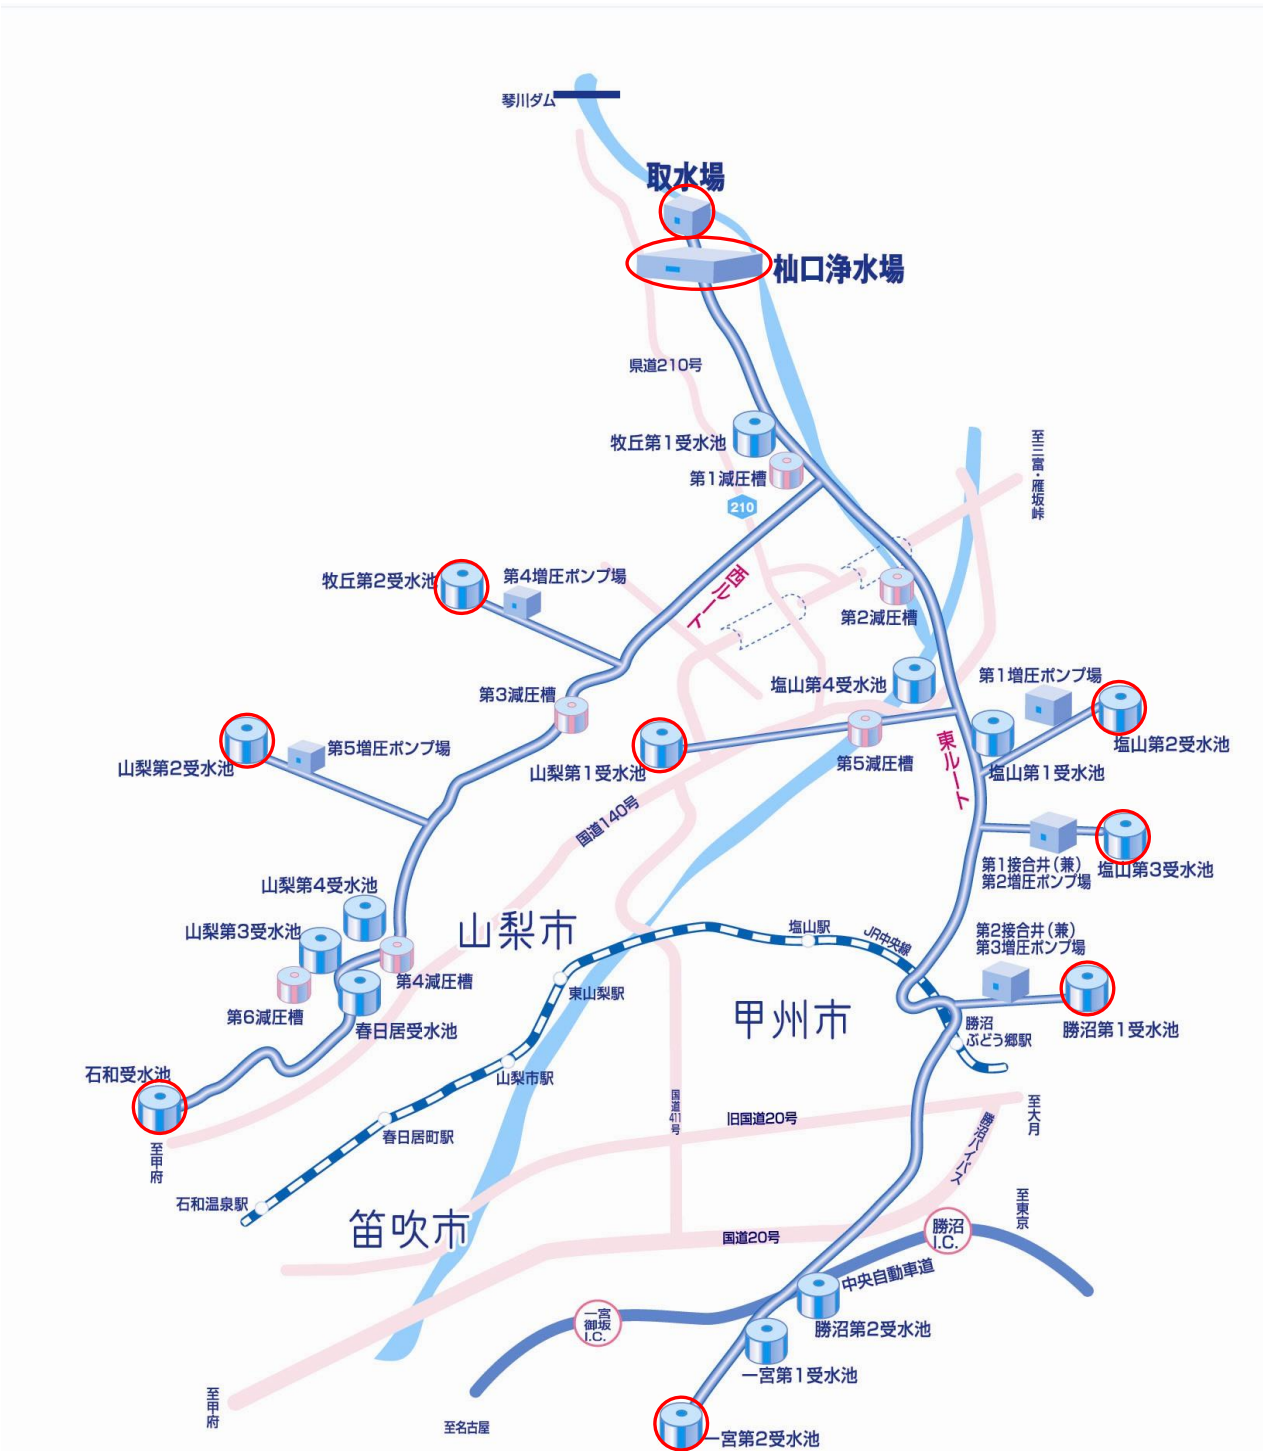 琴川ダム
取水場
杣口浄水場
県道210号
牧丘第1受水池
第1減圧槽
210
至三富・雁坂峠
牧丘第2受水池
第4増圧ポンプ場
西ルート
第2減圧槽
第3減圧槽
塩山第4受水池
第1増圧ポンプ場
塩山第2受水池
山梨第2受水池
第5増圧ポンプ場
山梨第1受水池
第5減圧槽
東ルート
塩山第1受水池
国道140号
第1接合井(兼)
第2増圧ポンプ場
塩山第3受水池
山梨第4受水池
山梨第3受水池
山梨市
塩山駅
JR中央線
第2接合井(兼)
第3増圧ポンプ場
第4減圧槽
第6減圧槽
春日居受水池
東山梨駅
甲州市
勝沼
ぶどう郷駅
勝沼第1受水池
石和受水池
山梨市駅
至甲府
春日居町駅
国道411号
旧国道20号
至大月
勝沼バイパス
石和温泉駅
笛吹市
国道20号
至東京
勝沼
I.C.
中央自動車道
一宮
御坂
I.C.
勝沼第2受水池
一宮第1受水池
至甲府
至名古屋
一宮第2受水池